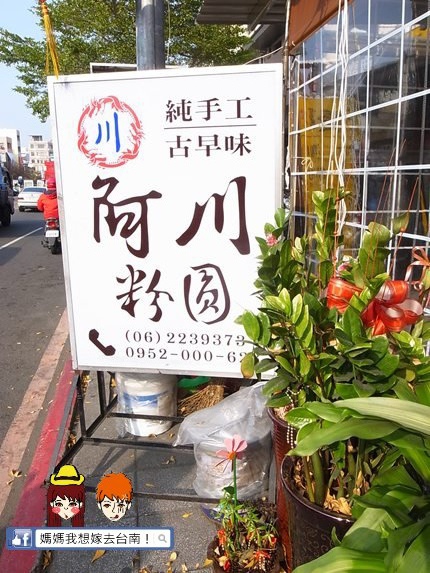 川
純手工
古早味
阿川
粉圓
(06) 2239373
0952-000-62
f 媽媽我想嫁去台南！